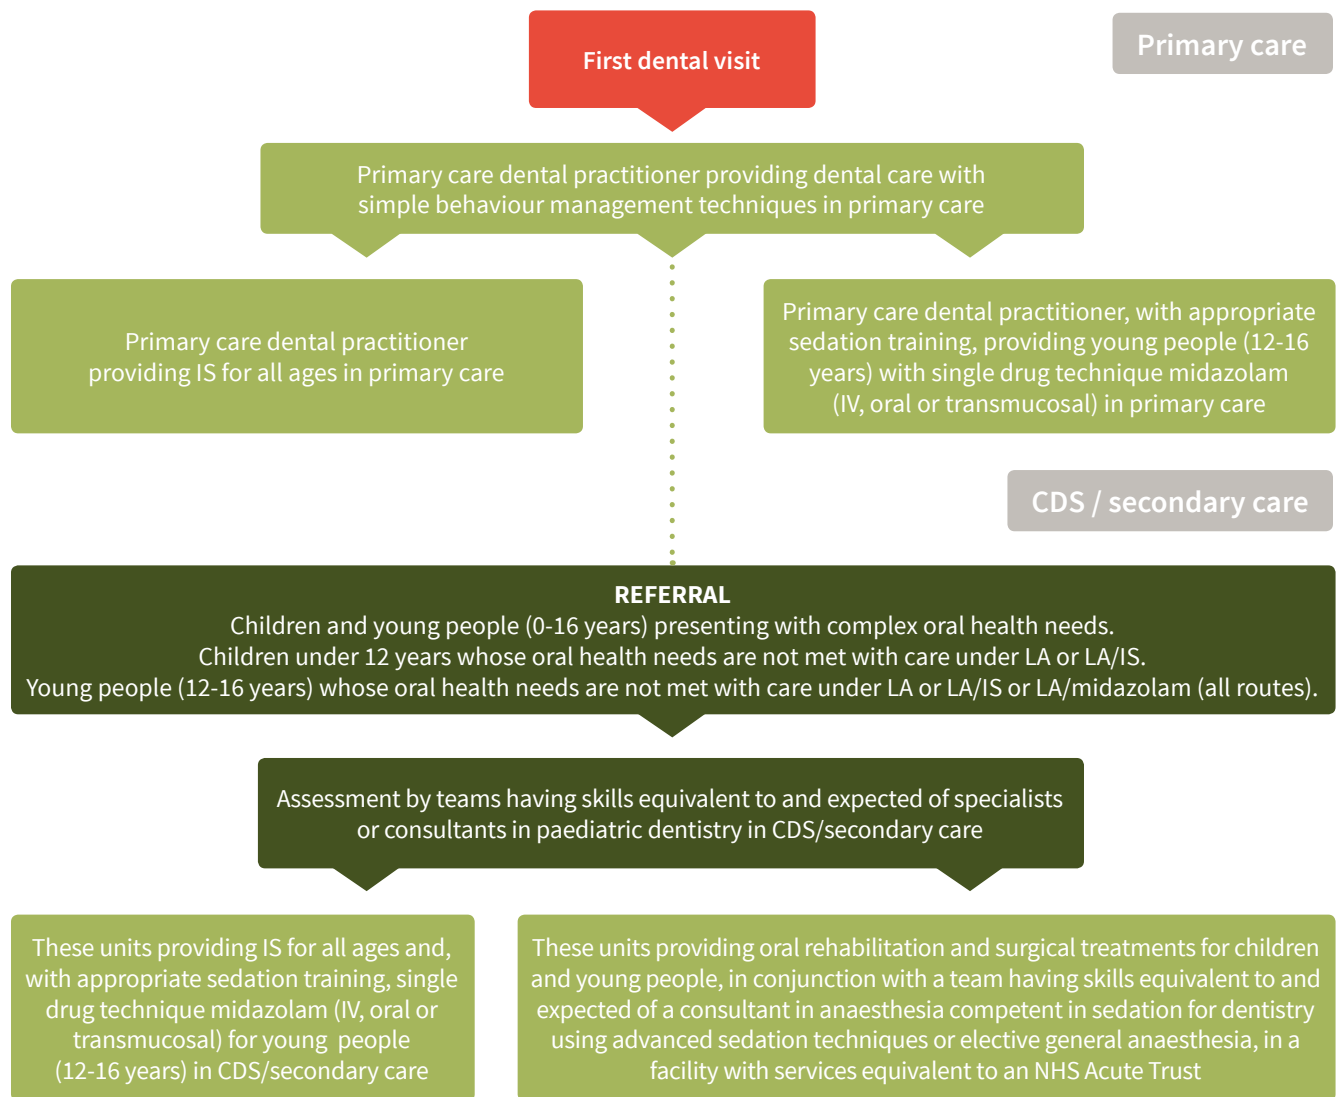 First dental visit
Primary care
Primary care dental practitioner providing dental care with
simple behaviour management techniques in primary care
Primary care dental practitioner
providing IS for all ages in primary care
Primary care dental practitioner, with appropriate
sedation training, providing young people (12-16
years) with single drug technique midazolam
(IV, oral or transmucosal) in primary care
CDS / secondary care
REFERRAL
Children and young people (0-16 years) presenting with complex oral health needs.
Children under 12 years whose oral health needs are not met with care under LA or LA/IS.
Young people (12-16 years) whose oral health needs are not met with care under LA or LA/IS or LA/midazolam (all routes).
Assessment by teams having skills equivalent to and expected of specialists
or consultants in paediatric dentistry in CDS/secondary care
These units providing IS for all ages and,
with appropriate sedation training, single
drug technique midazolam (IV, oral or
transmucosal) for young people
(12-16 years) in CDS/secondary care
These units providing oral rehabilitation and surgical treatments for children
and young people, in conjunction with a team having skills equivalent to and
expected of a consultant in anaesthesia competent in sedation for dentistry
using advanced sedation techniques or elective general anaesthesia, in a
facility with services equivalent to an NHS Acute Trust